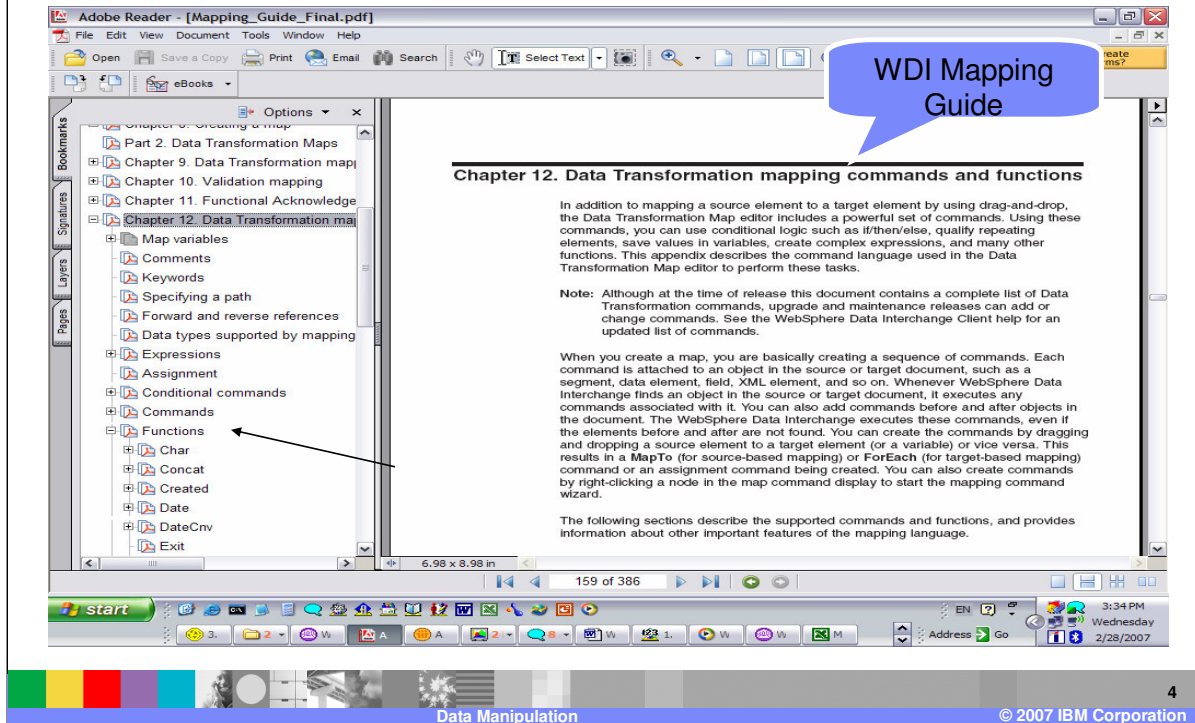 Adobe Reader - [Mapping_Guide_Final.pdf]
File Edit View Document Tools Window Help
Open Save a Copy Print Email Search Select Text
eBooks
WDI Mapping
Guide
Options
Bookmarks
Signatures
Layers
Pages
Part 2. Data Transformation Maps
Chapter 9. Data Transformation mapp
Chapter 10. Validation mapping
Chapter 11. Functional Acknowledge
Chapter 12. Data Transformation map
Map variables
Comments
Keywords
Specifying a path
Forward and reverse references
Data types supported by mapping
Expressions
Assignment
Conditional commands
Commands
Functions
Char
Concat
Created
Date
DateCnv
Exit
Chapter 12. Data Transformation mapping commands and functions
In addition to mapping a source element to a target element by using drag-and-drop,
the Data Transformation Map editor includes a powerful set of commands. Using these
commands, you can use conditional logic such as if/then/else, qualify repeating
elements, save values in variables, create complex expressions, and many other
functions. This appendix describes the command language used in the Data
Transformation Map editor to perform these tasks.
Note: Although at the time of release this document contains a complete list of Data
Transformation commands, upgrade and maintenance releases can add or
change commands. See the WebSphere Data Interchange Client help for an
updated list of commands.
When you create a map, you are basically creating a sequence of commands. Each
command is attached to an object in the source or target document, such as a
segment, data element, field, XML element, and so on. Whenever WebSphere Data
Interchange finds an object in the source or target document, it executes any
commands associated with it. You can also add commands before and after objects in
the document. The WebSphere Data Interchange executes these commands, even if
the elements before and after are not found. You can create the commands by dragging
and dropping a source element to a target element (or a variable) or vice versa. This
results in a MapTo (for source-based mapping) or ForEach (for target-based mapping)
command or an assignment command being created. You can also create commands
by right-clicking a node in the map command display to start the mapping command
wizard.
The following sections describe the supported commands and functions, and provides
information about other important features of the mapping language.
6.98 x 8.98 in
159 of 386
start
EN
3:34 PM
Wednesday
2/28/2007
3. 2 W A A 2 8 W 1. W W M
Address Go
4
Data Manipulation
© 2007 IBM Corporation